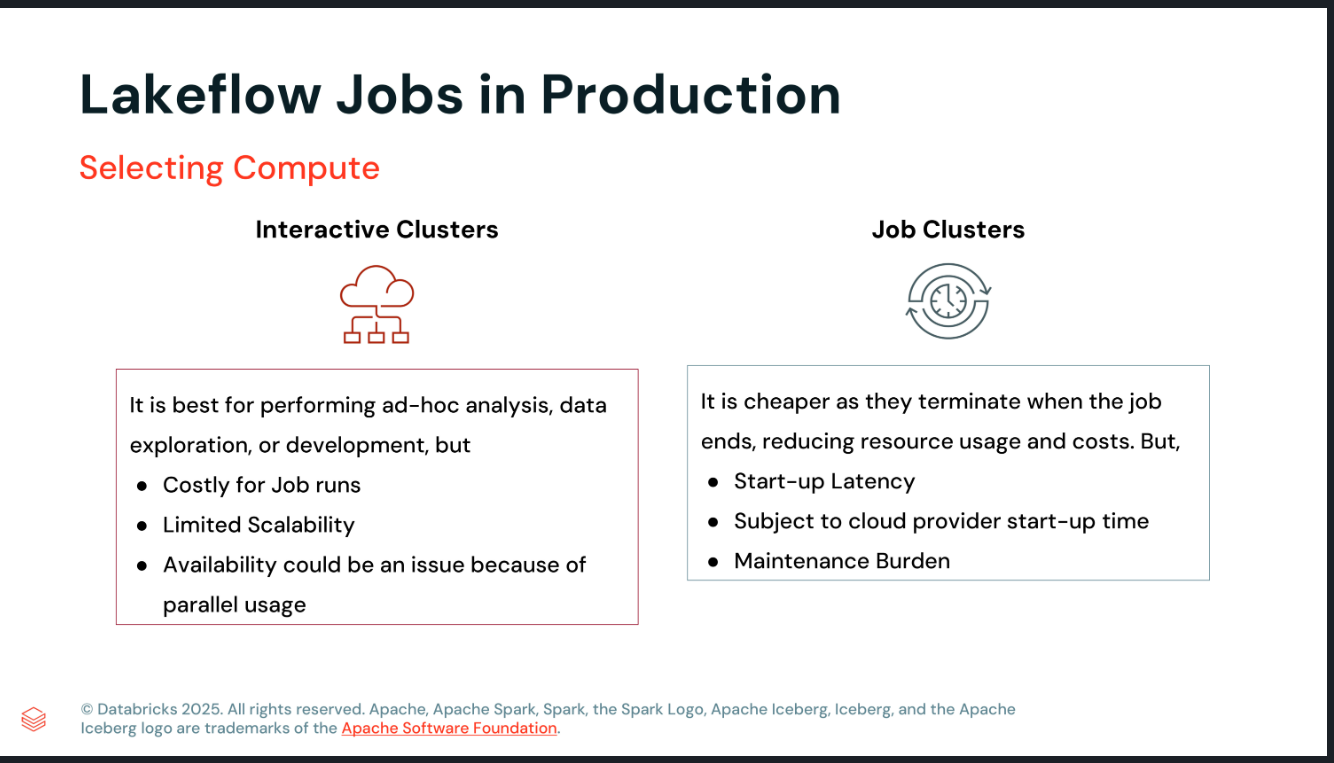 Lakeflow Jobs in Production
Selecting Compute
Interactive Clusters
It is best for performing ad-hoc analysis, data
exploration, or development, but
● Costly for Job runs
● Limited Scalability
● Availability could be an issue because of
parallel usage
Job Clusters
It is cheaper as they terminate when the job
ends, reducing resource usage and costs. But,
● Start-up Latency
● Subject to cloud provider start-up time
● Maintenance Burden
© Databricks 2025. All rights reserved. Apache, Apache Spark, Spark, the Spark Logo, Apache Iceberg, Iceberg, and the Apache
Iceberg logo are trademarks of the Apache Software Foundation.